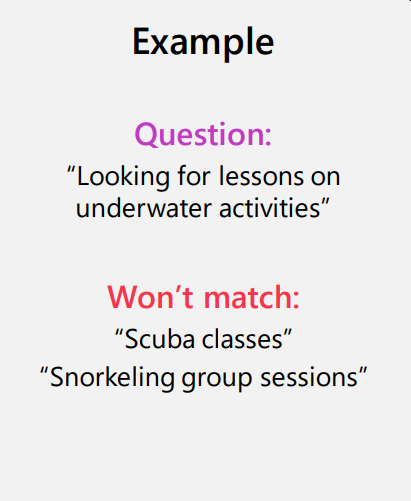 Example
Question:
“Looking for lessons on
underwater activities”
Won’t match:
“Scuba classes”
“Snorkeling group sessions”